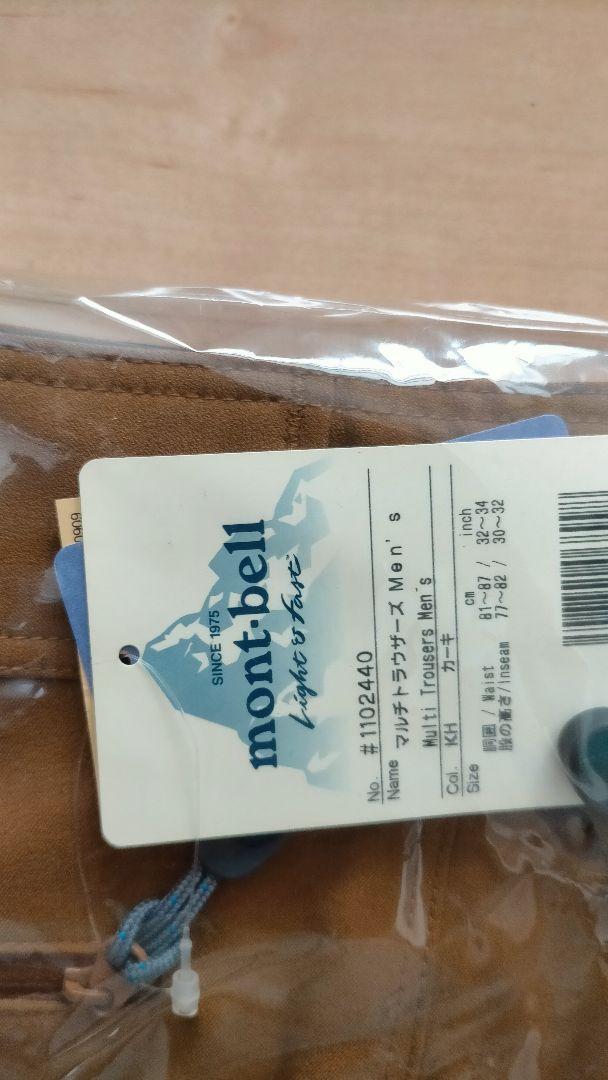 SINCE 1975
mont-bell
Light & Fast
No. #1102440
Name マルチトラウザーズ Men's
Multi Trousers Men's
Col. KH カーキ
Size cm inch
胴囲 / Waist 81～87 / 32～34
股の高さ/Inseam 77～82 / 30～32